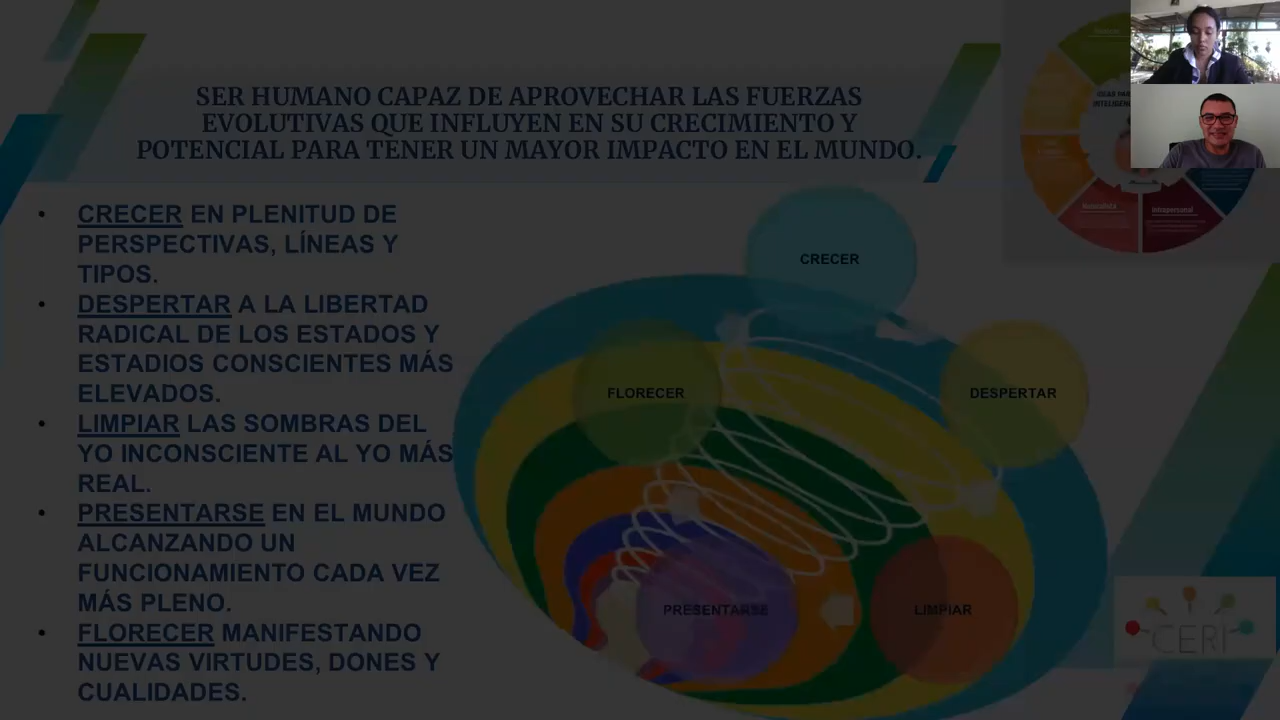 SER HUMANO CAPAZ DE APROVECHAR LAS FUERZAS
EVOLUTIVAS QUE INFLUYEN EN SU CRECIMIENTO Y
POTENCIAL PARA TENER UN MAYOR IMPACTO EN EL MUNDO.
• CRECER EN PLENITUD DE
PERSPECTIVAS, LÍNEAS Y
TIPOS.
• DESPERTAR A LA LIBERTAD
RADICAL DE LOS ESTADOS Y
ESTADIOS CONSCIENTES MÁS
ELEVADOS.
• LIMPIAR LAS SOMBRAS DEL
YO INCONSCIENTE AL YO MÁS
REAL.
• PRESENTARSE EN EL MUNDO
ALCANZANDO UN
FUNCIONAMIENTO CADA VEZ
MÁS PLENO.
• FLORECER MANIFESTANDO
NUEVAS VIRTUDES, DONES Y
CUALIDADES.
CRECER
FLORECER
DESPERTAR
PRESENTARSE
LIMPIAR
Naturalista
Intrapersonal
CERI